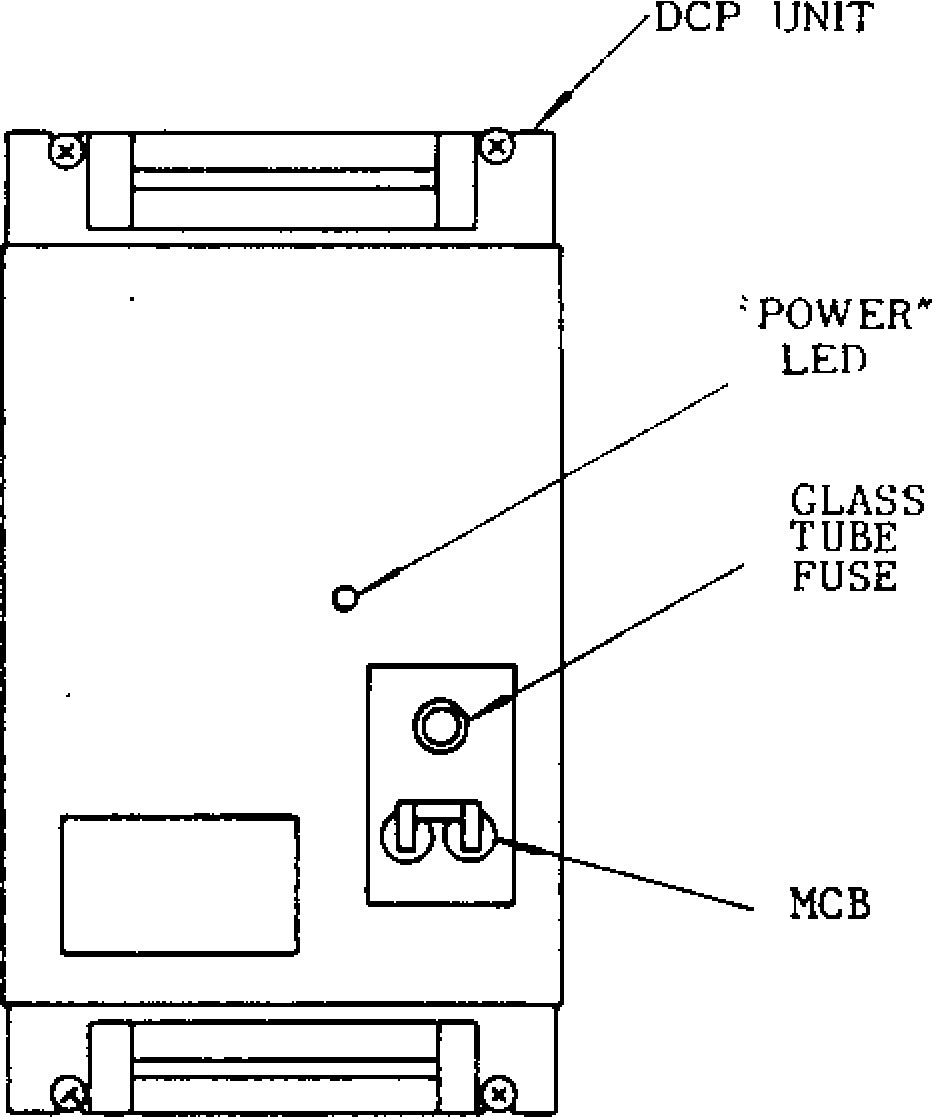 DCP UNIT
"POWER"
LED
GLASS
TUBE
FUSE
MCB